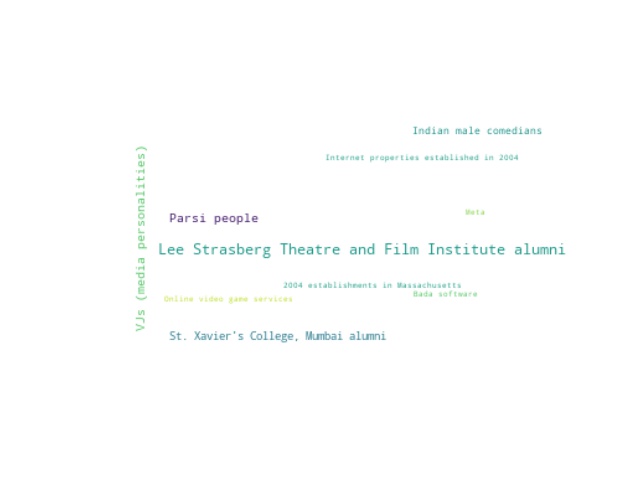 Indian male comedians
Internet properties established in 2004
VJs (media personalities)
Meta
Parsi people
Lee Strasberg Theatre and Film Institute alumni
2004 establishments in Massachusetts
Bada software
Online video game services
St. Xavier's College, Mumbai alumni